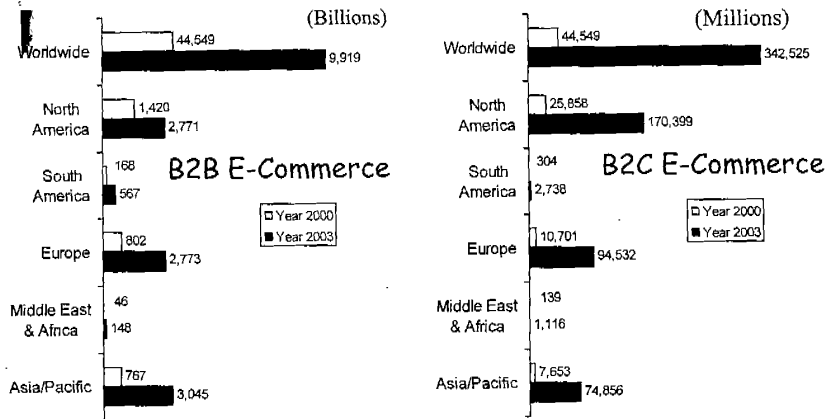 (Billions)
Worldwide
44,549
9,919
North
America
1,420
2,771
South
America
168
567
B2B E-Commerce
Year 2000
Year 2003
Europe
802
2,773
Middle East
& Africa
46
148
Asia/Pacific
767
3,045
(Millions)
Worldwide
44,549
342,525
North
America
25,858
170,399
South
America
304
2,738
B2C E-Commerce
Year 2000
Year 2003
Europe
10,701
94,532
Middle East
& Africa
139
1,116
Asia/Pacific
7,653
74,856